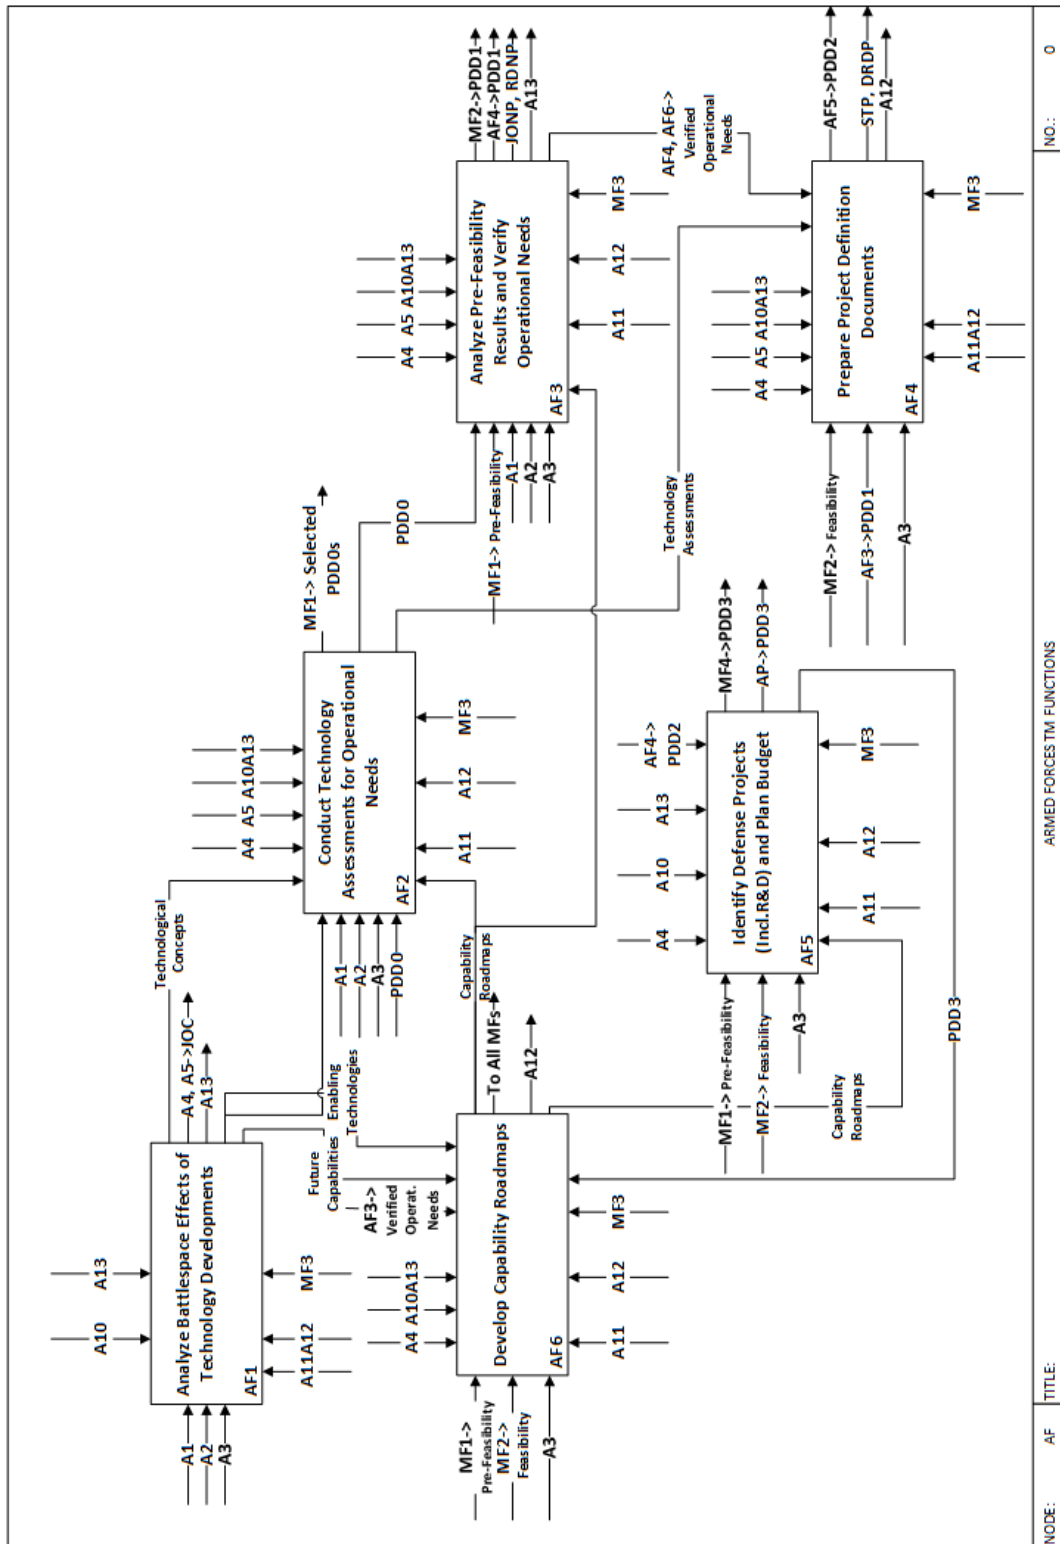 A10
A13
A1
A2
A3
Analyze Battlespace Effects of
Technology Developments
AF1
A11A12
MF3
Technological
Concepts
A4, A5->JOC
A13
Future
Capabilities
Enabling
Technologies
A4 A5 A10A13
A1
A2
A3
PDD0
Conduct Technology
Assessments for Operational
Needs
AF2
A11
A12
MF3
MF1-> Selected
PDD0s
PDD0
A4 A5 A10A13
MF1-> Pre-Feasibility
A1
A2
A3
Analyze Pre-Feasibility
Results and Verify
Operational Needs
AF3
A11
A12
MF3
MF2->PDD1
AF4->PDD1
JONP, RDNP
A13
AF4, AF6->
Verified
Operational
Needs
Technology
Assessments
AF3->
Verified
Operat.
Needs
A4 A10A13
MF1->
Pre-Feasibility
MF2->
Feasibility
A3
Develop Capability Roadmaps
AF6
A11
A12
MF3
Capability
Roadmaps
To All MFs
A12
Capability
Roadmaps
A4
A10
A13
AF4->
PDD2
MF1-> Pre-Feasibility
MF2-> Feasibility
A3
Identify Defense Projects
(Incl.R&D) and Plan Budget
AF5
A11
A12
MF3
MF4->PDD3
AP->PDD3
PDD3
A4 A5 A10A13
MF2-> Feasibility
AF3->PDD1
A3
Prepare Project Definition
Documents
AF4
A11A12
MF3
AF5->PDD2
STP, DRDP
A12
NODE: AF
TITLE: ARMED FORCES TM FUNCTIONS
NO.: 0